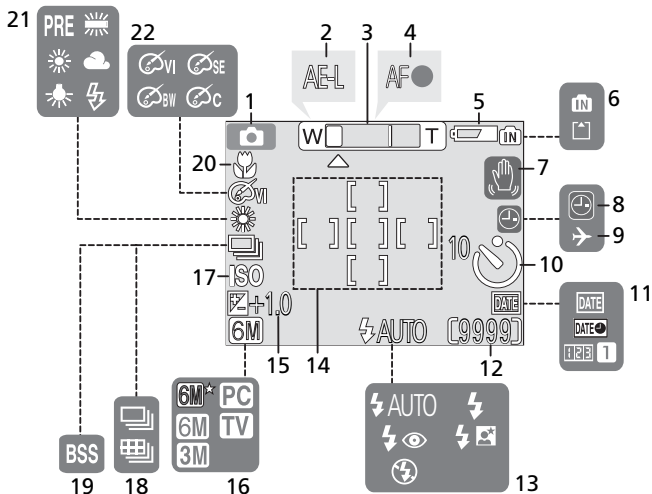 21
PRE
22
VI
SE
BW
C
2
3
4
AE-L
AF
1
5
6
W
T
IN
IN
20
7
VI
8
9
10
10
17
ISO
DATE
DATE
11
DATE
+1.0
6M
15
14
AUTO
[9999]
12
123
1
6M
PC
6M
TV
3M
AUTO
BSS
19
18
16
13